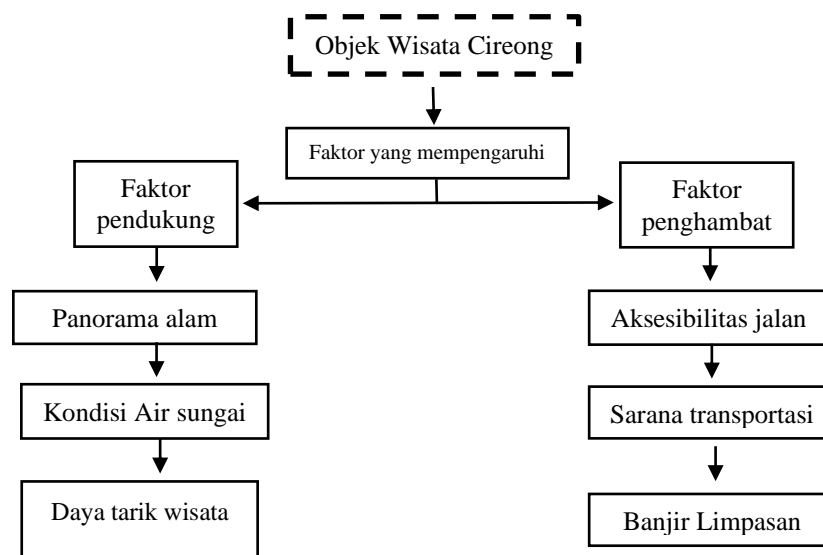 Objek Wisata Cireong
Faktor yang mempengaruhi
Faktor
pendukung
Faktor
penghambat
Panorama alam
Aksesibilitas jalan
Kondisi Air sungai
Sarana transportasi
Daya tarik wisata
Banjir Limpasan